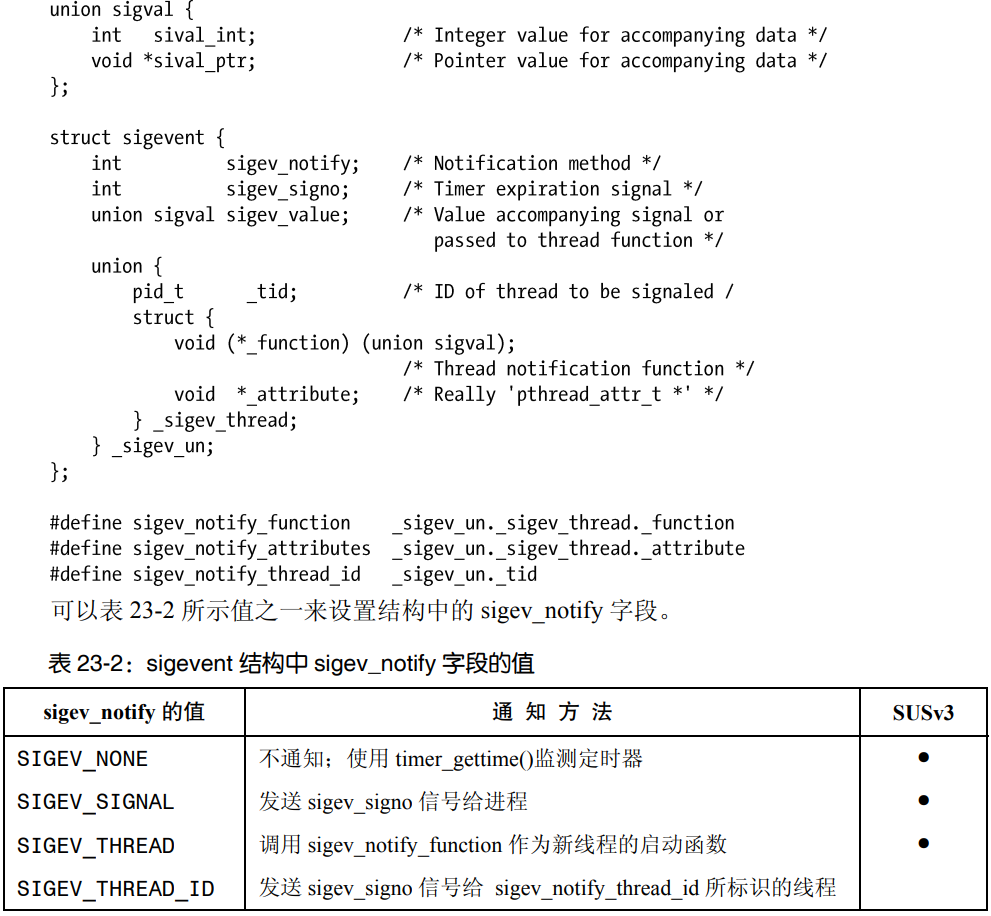 union sigval {
    int   sival_int;              /* Integer value for accompanying data */
    void *sival_ptr;              /* Pointer value for accompanying data */
};
struct sigevent {
    int          sigev_notify;    /* Notification method */
    int          sigev_signo;     /* Timer expiration signal */
    union sigval sigev_value;     /* Value accompanying signal or
                                     passed to thread function */
    union {
        pid_t      _tid;          /* ID of thread to be signaled /
        struct {
            void (*_function) (union sigval);
                                  /* Thread notification function */
            void  *_attribute;    /* Really 'pthread_attr_t *' */
        } _sigev_thread;
    } _sigev_un;
};
#define sigev_notify_function    _sigev_un._sigev_thread._function
#define sigev_notify_attributes  _sigev_un._sigev_thread._attribute
#define sigev_notify_thread_id   _sigev_un._tid
可以表 23-2 所示值之一来设置结构中的 sigev_notify 字段。
表 23-2：sigevent 结构中 sigev_notify 字段的值
sigev_notify 的值 通 知 方 法 SUSv3
SIGEV_NONE 不通知；使用 timer_gettime()监测定时器 ●
SIGEV_SIGNAL 发送 sigev_signo 信号给进程 ●
SIGEV_THREAD 调用 sigev_notify_function 作为新线程的启动函数 ●
SIGEV_THREAD_ID 发送 sigev_signo 信号给 sigev_notify_thread_id 所标识的线程